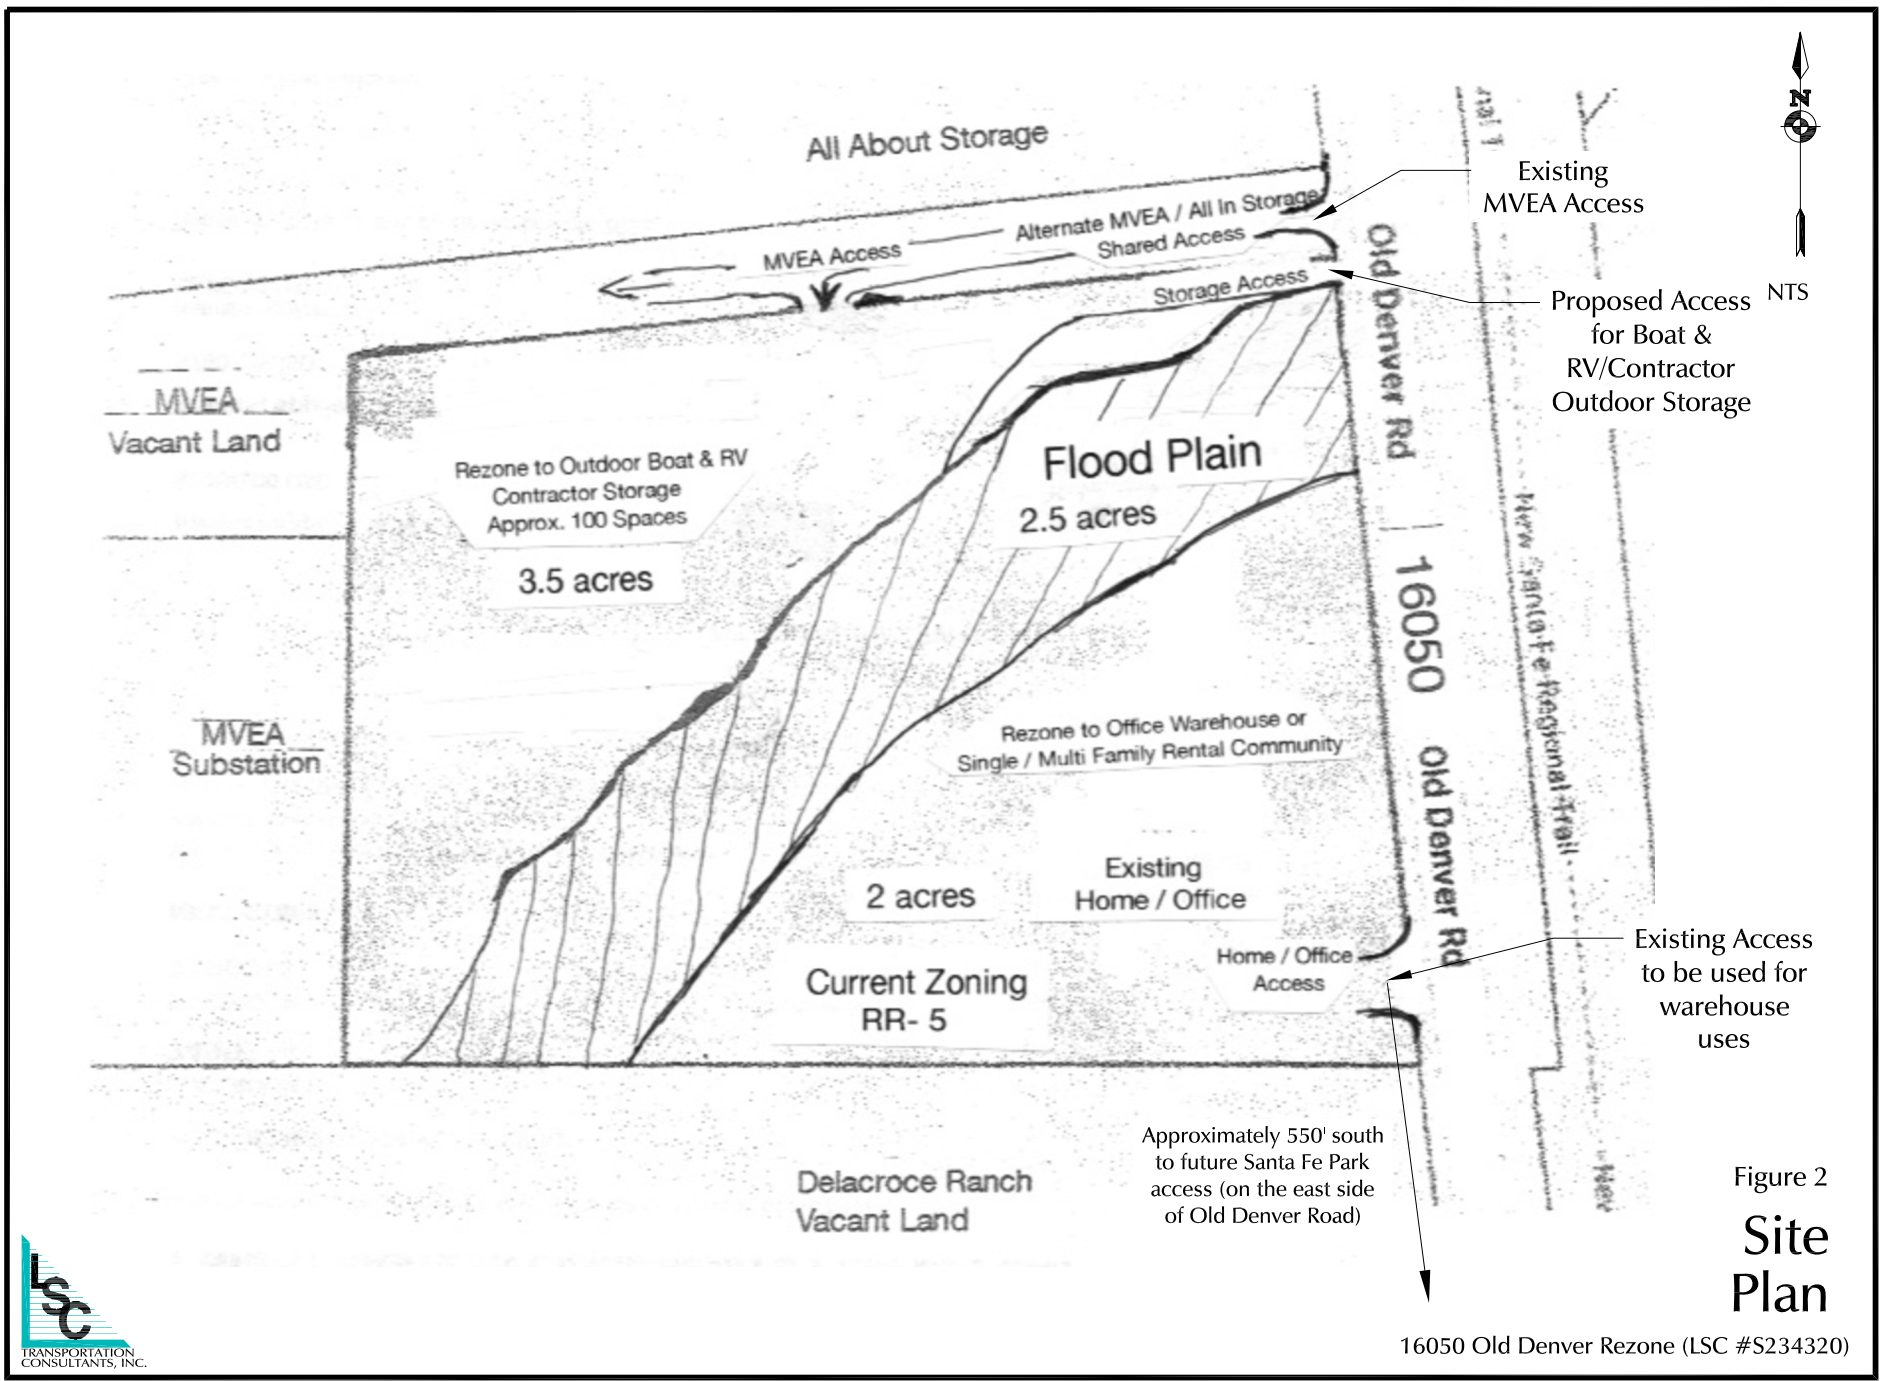 All About Storage
Existing
MVEA Access
Alternate MVEA / All In Storage
Shared Access
MVEA Access
Storage Access
N
NTS
Proposed Access
for Boat &
RV/Contractor
Outdoor Storage
Old Denver Rd
MVEA
Vacant Land
Rezone to Outdoor Boat & RV
Contractor Storage
Approx. 100 Spaces
3.5 acres
Flood Plain
2.5 acres
16050
New Santa Fe Regional Trail
MVEA
Substation
Rezone to Office Warehouse or
Single / Multi Family Rental Community
Old Denver Rd
2 acres
Existing
Home / Office
Current Zoning
RR- 5
Home / Office
Access
Existing Access
to be used for
warehouse
uses
Approximately 550' south
to future Santa Fe Park
access (on the east side
of Old Denver Road)
Delacroce Ranch
Vacant Land
Figure 2
Site
Plan
16050 Old Denver Rezone (LSC #S234320)
LSC
TRANSPORTATION
CONSULTANTS, INC.